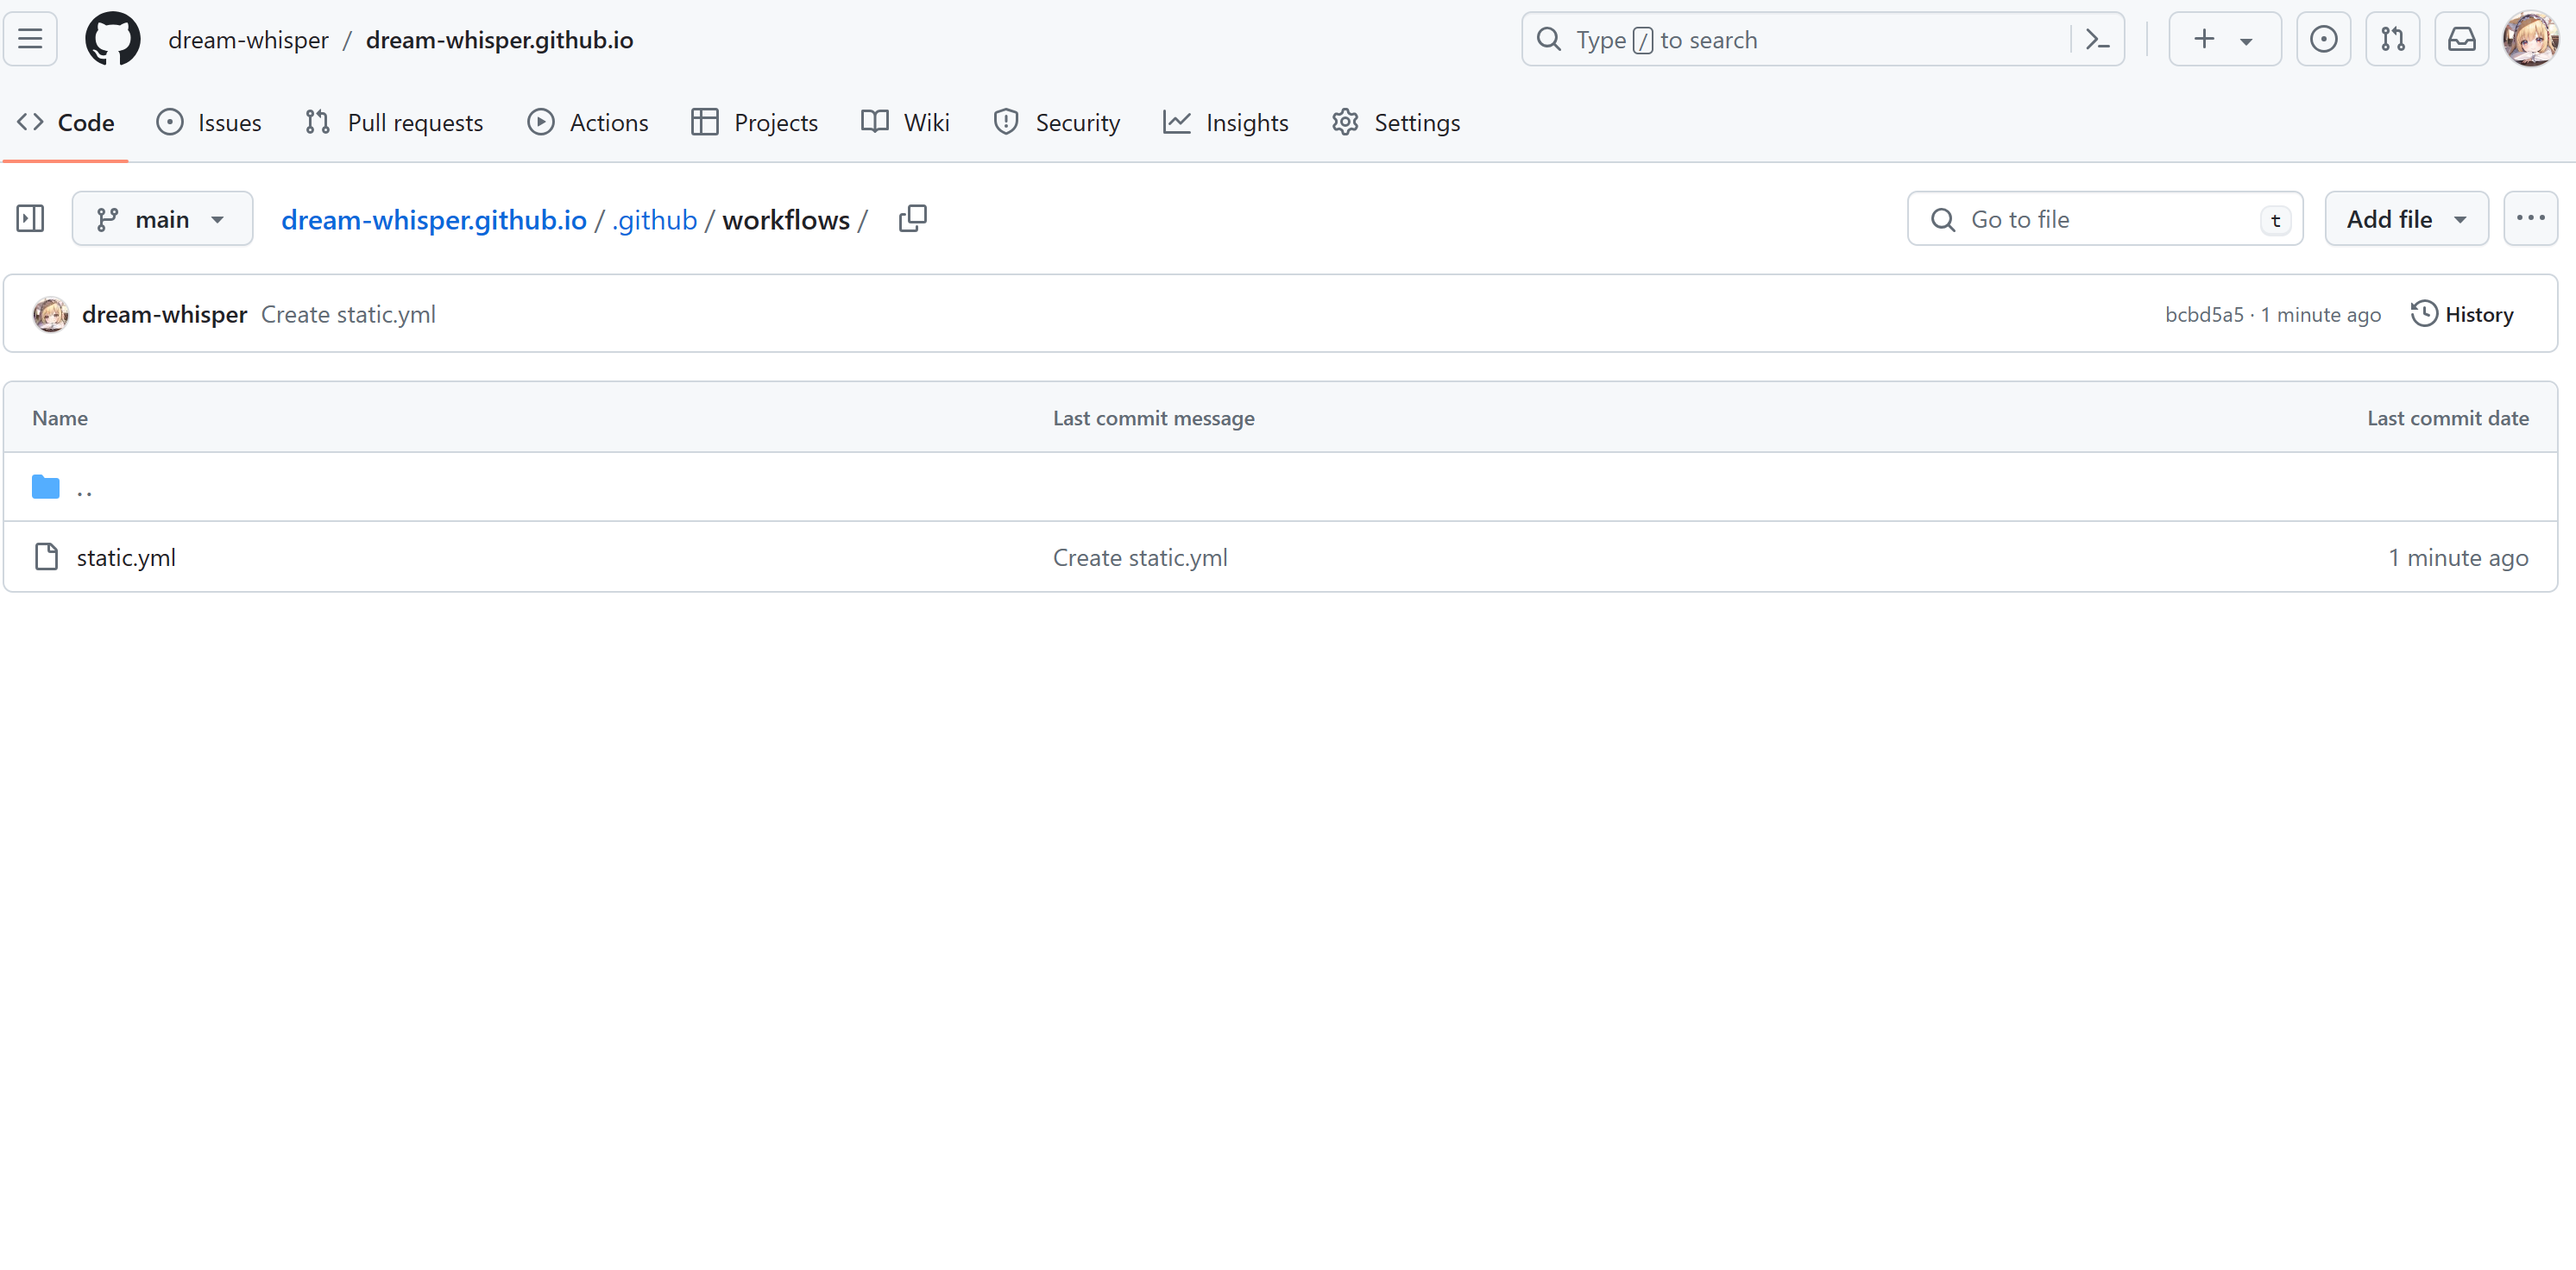 dream-whisper / dream-whisper.github.io
Type / to search
Code Issues Pull requests Actions Projects Wiki Security Insights Settings
main dream-whisper.github.io / .github / workflows / Go to file t Add file
dream-whisper Create static.yml bcbd5a5 · 1 minute ago History
Name Last commit message Last commit date
..
static.yml Create static.yml 1 minute ago